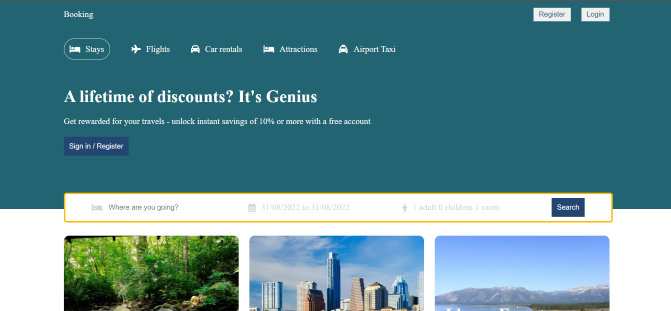 Booking
Register
Login
Stays
Flights
Car rentals
Attractions
Airport Taxi
A lifetime of discounts? It's Genius
Get rewarded for your travels - unlock instant savings of 10% or more with a free account
Sign in / Register
Where are you going?
31/08/2022 to 31/08/2022
1 adult 0 children 1 room
Search